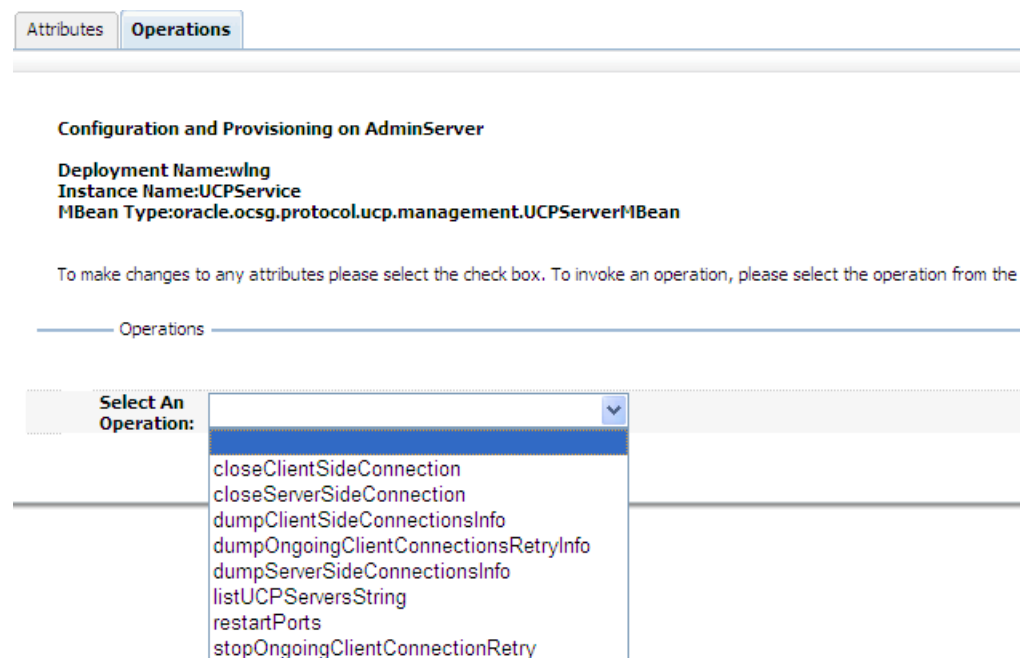 Attributes Operations
Configuration and Provisioning on AdminServer
Deployment Name:wlng
Instance Name:UCPService
MBean Type:oracle.ocsg.protocol.ucp.management.UCPServerMBean
To make changes to any attributes please select the check box. To invoke an operation, please select the operation from the
Operations
Select An
Operation:
closeClientSideConnection
closeServerSideConnection
dumpClientSideConnectionsInfo
dumpOngoingClientConnectionsRetryInfo
dumpServerSideConnectionsInfo
listUCPServersString
restartPorts
stopOngoingClientConnectionRetry